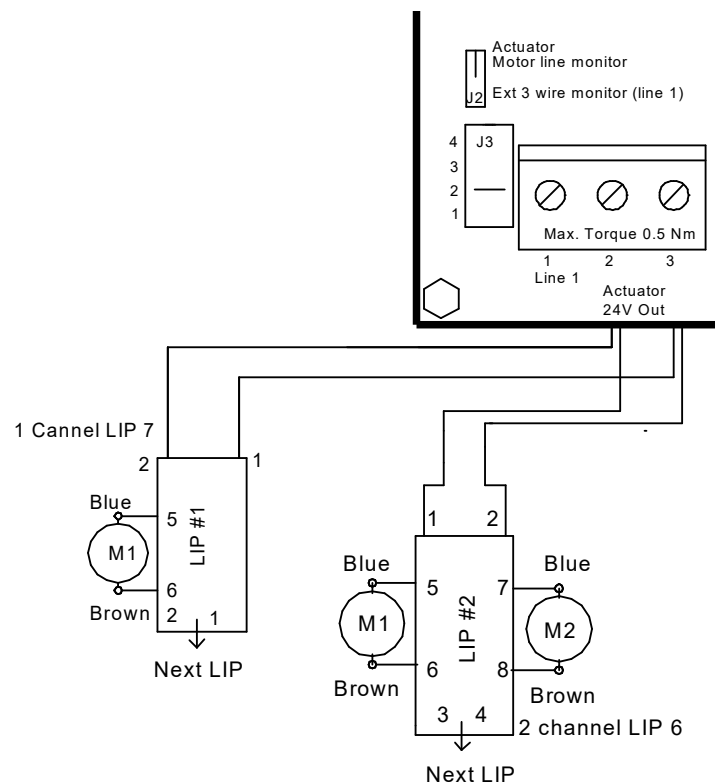 Actuator
Motor line monitor
J2 Ext 3 wire monitor (line 1)
4 J3
3
2
1
Max. Torque 0.5 Nm
1 2 3
Line 1
Actuator
24V Out
1 Cannel LIP 7
2 1
Blue
5
M1
LIP #1
6
Brown
2 1
Next LIP
1 2
Blue
5 7
Blue
M1
LIP #2
M2
6 8
Brown
Brown
3 4
2 channel LIP 6
Next LIP